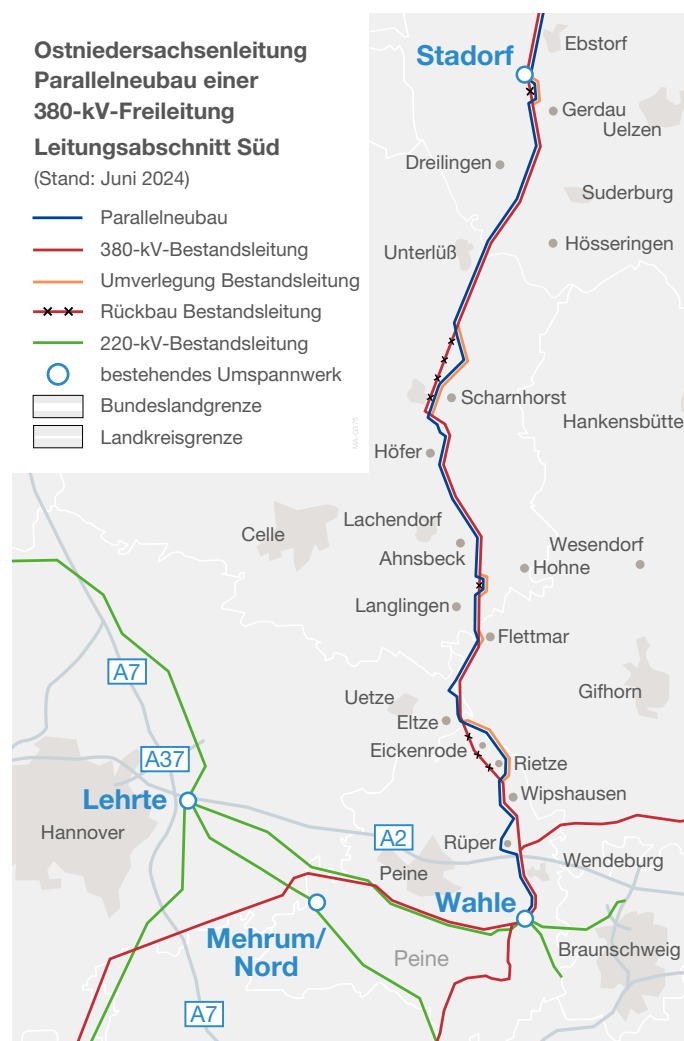 Ostniedersachsenleitung
Parallelneubau einer
380-kV-Freileitung
Leitungsabschnitt Süd
(Stand: Juni 2024)
Parallelneubau
380-kV-Bestandsleitung
Umverlegung Bestandsleitung
Rückbau Bestandsleitung
220-kV-Bestandsleitung
bestehendes Umspannwerk
Bundeslandgrenze
Landkreisgrenze
Stadorf
Ebstorf
Gerdau
Uelzen
Dreilingen
Suderburg
Unterlüß
Hösseringen
Scharnhorst
Hankensbütte
Höfer
Lachendorf
Celle
Ahnsbeck
Wesendorf
Hohne
Langlingen
Flettmar
A7
Gifhorn
Uetze
Eltze
Eickenrode
Rietze
A37
Wipshausen
Lehrte
Hannover
A2
Rüper
Peine
Wendeburg
Wahle
Mehrum/
Nord
Peine
Braunschweig
A7